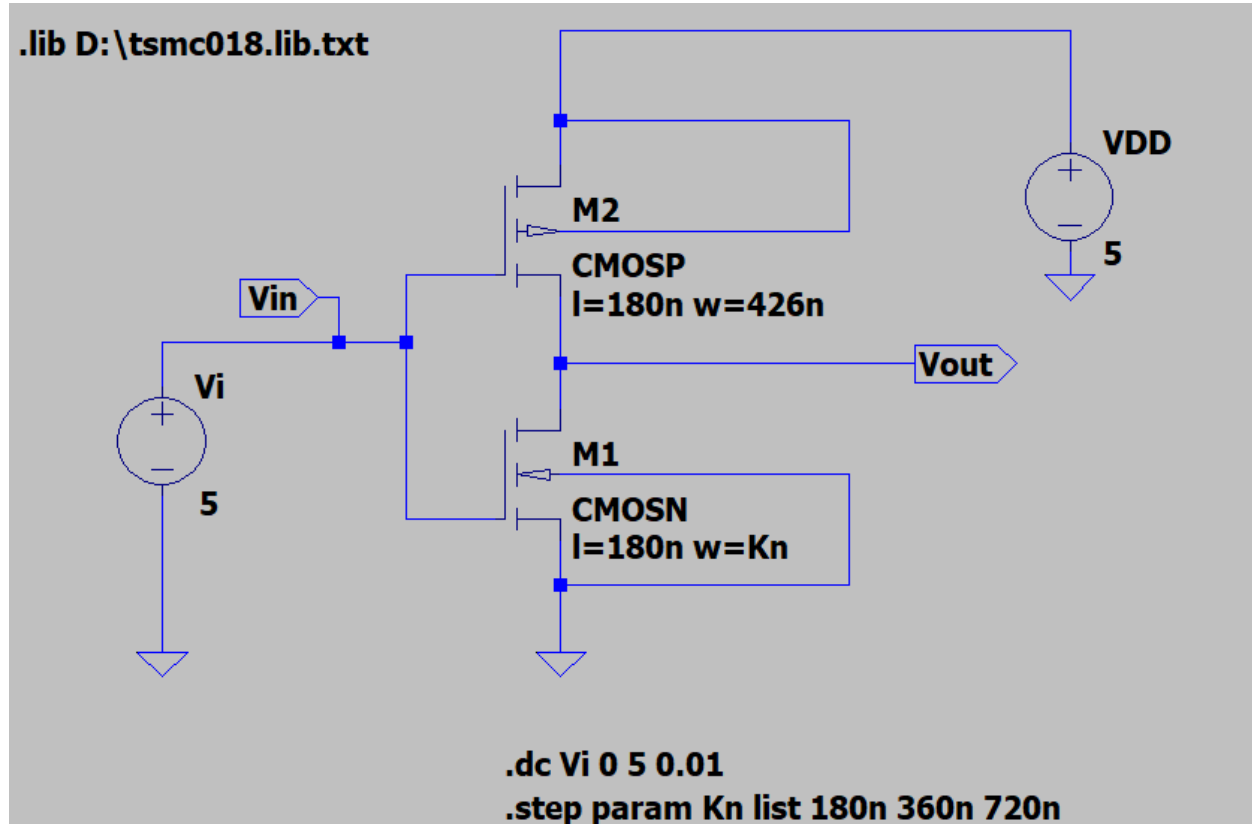 .lib D:\tsmc018.lib.txt
VDD
5
M2
CMOSP
l=180n w=426n
Vin
Vout
Vi
5
M1
CMOSN
l=180n w=Kn
.dc Vi 0 5 0.01
.step param Kn list 180n 360n 720n